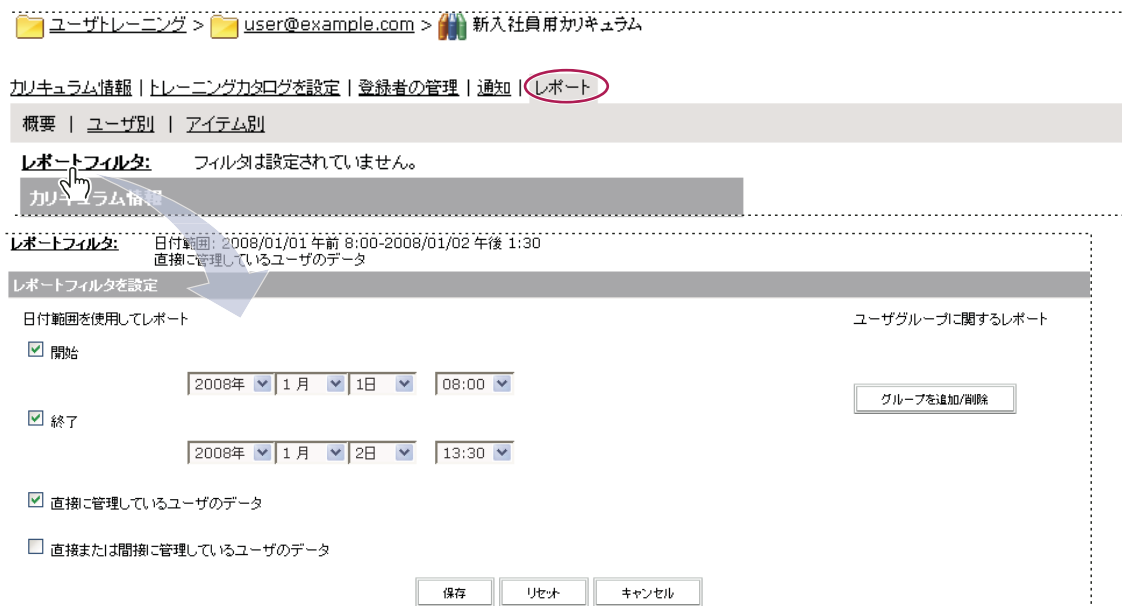 ユーザトレーニング > user@example.com > 新入社員用カリキュラム
カリキュラム情報 | トレーニングカタログを設定 | 登録者の管理 | 通知 | レポート
概要 | ユーザ別 | アイテム別
レポートフィルタ: フィルタは設定されていません。
カリキュラム情報
レポートフィルタ: 日付範囲: 2008/01/01 午前 8:00-2008/01/02 午後 1:30
直接に管理しているユーザのデータ
レポートフィルタを設定
日付範囲を使用してレポート ユーザグループに関するレポート
開始
2008年 1 月 1日 08:00
グループを追加/削除
終了
2008年 1 月 2日 13:30
直接に管理しているユーザのデータ
直接または間接に管理しているユーザのデータ
保存 リセット キャンセル